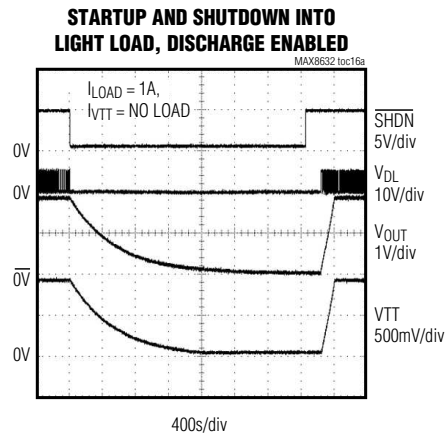 STARTUP AND SHUTDOWN INTO
LIGHT LOAD, DISCHARGE ENABLED
MAX8632 toc16a
ILOAD = 1A,
IVTT = NO LOAD
SHDN
5V/div
0V
VDL
10V/div
0V
VOUT
1V/div
0V
VTT
500mV/div
0V
400s/div